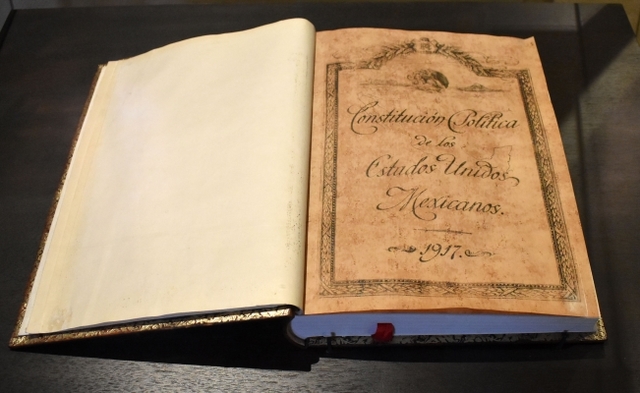 Constitución Política
de los
Estados Unidos
Mexicanos.
1917.